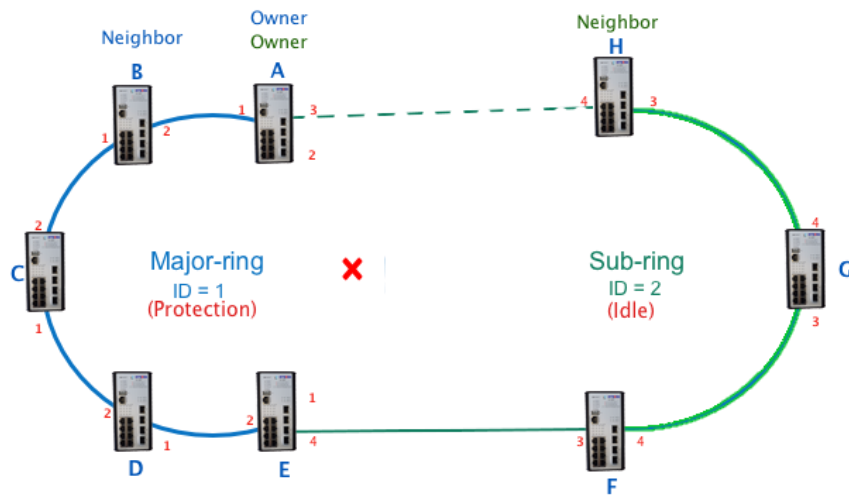 Neighbor
Owner
Owner
Neighbor
B
A
H
1
3
4
3
1
2
2
2
4
C
Major-ring
ID = 1
(Protection)
Sub-ring
ID = 2
(Idle)
G
1
3
2
1
2
1
4
3
4
D
E
F